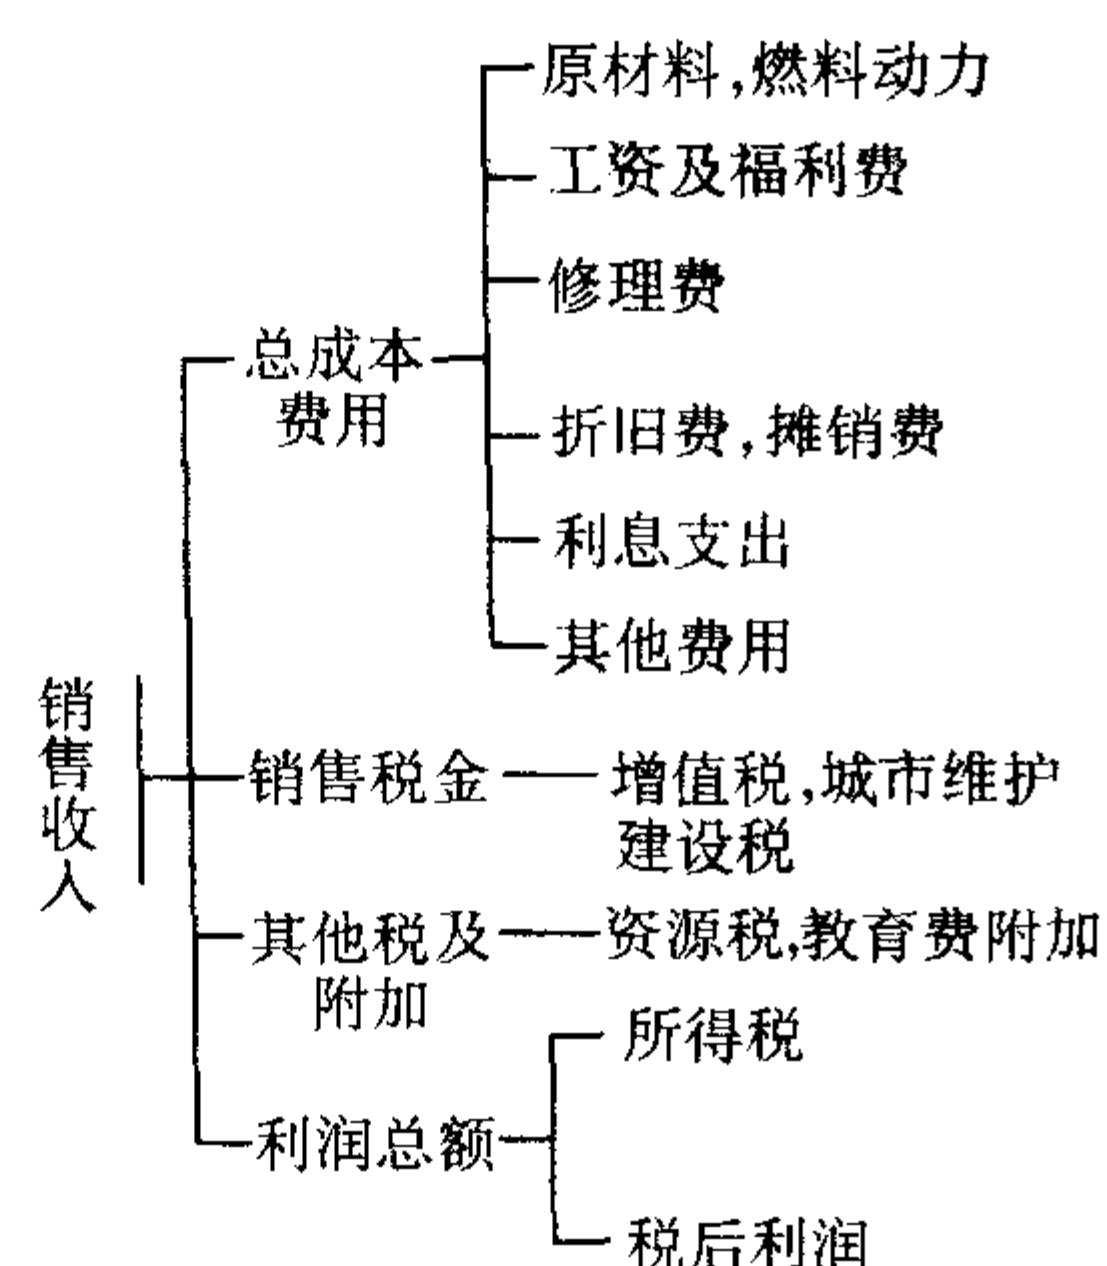 原材料,燃料动力
工资及福利费
修理费
总成本
费用
折旧费,摊销费
利息支出
其他费用
销售收入
销售税金
增值税,城市维护
建设税
其他税及
附加
资源税,教育费附加
所得税
利润总额
税后利润